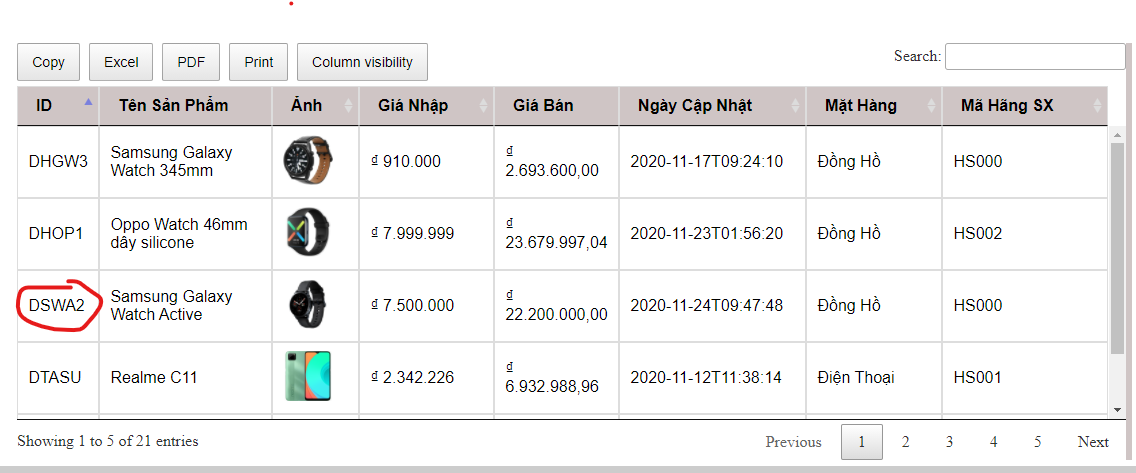 Copy Excel PDF Print Column visibility Search:
ID Tên Sản Phẩm Ảnh Giá Nhập Giá Bán Ngày Cập Nhật Mặt Hàng Mã Hãng SX
DHGW3 Samsung Galaxy Watch 345mm ₫ 910.000 ₫ 2.693.600,00 2020-11-17T09:24:10 Đồng Hồ HS000
DHOP1 Oppo Watch 46mm dây silicone ₫ 7.999.999 ₫ 23.679.997,04 2020-11-23T01:56:20 Đồng Hồ HS002
DSWA2 Samsung Galaxy Watch Active ₫ 7.500.000 ₫ 22.200.000,00 2020-11-24T09:47:48 Đồng Hồ HS000
DTASU Realme C11 ₫ 2.342.226 ₫ 6.932.988,96 2020-11-12T11:38:14 Điện Thoại HS001
Showing 1 to 5 of 21 entries Previous 1 2 3 4 5 Next